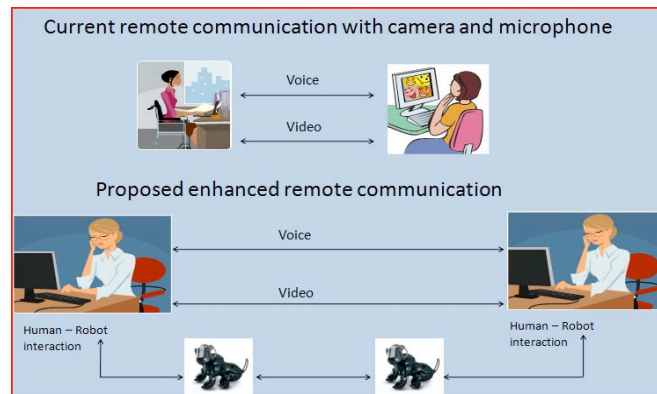 Current remote communication with camera and microphone
Voice
Video
Proposed enhanced remote communication
Voice
Video
Human – Robot
interaction
Human – Robot
interaction